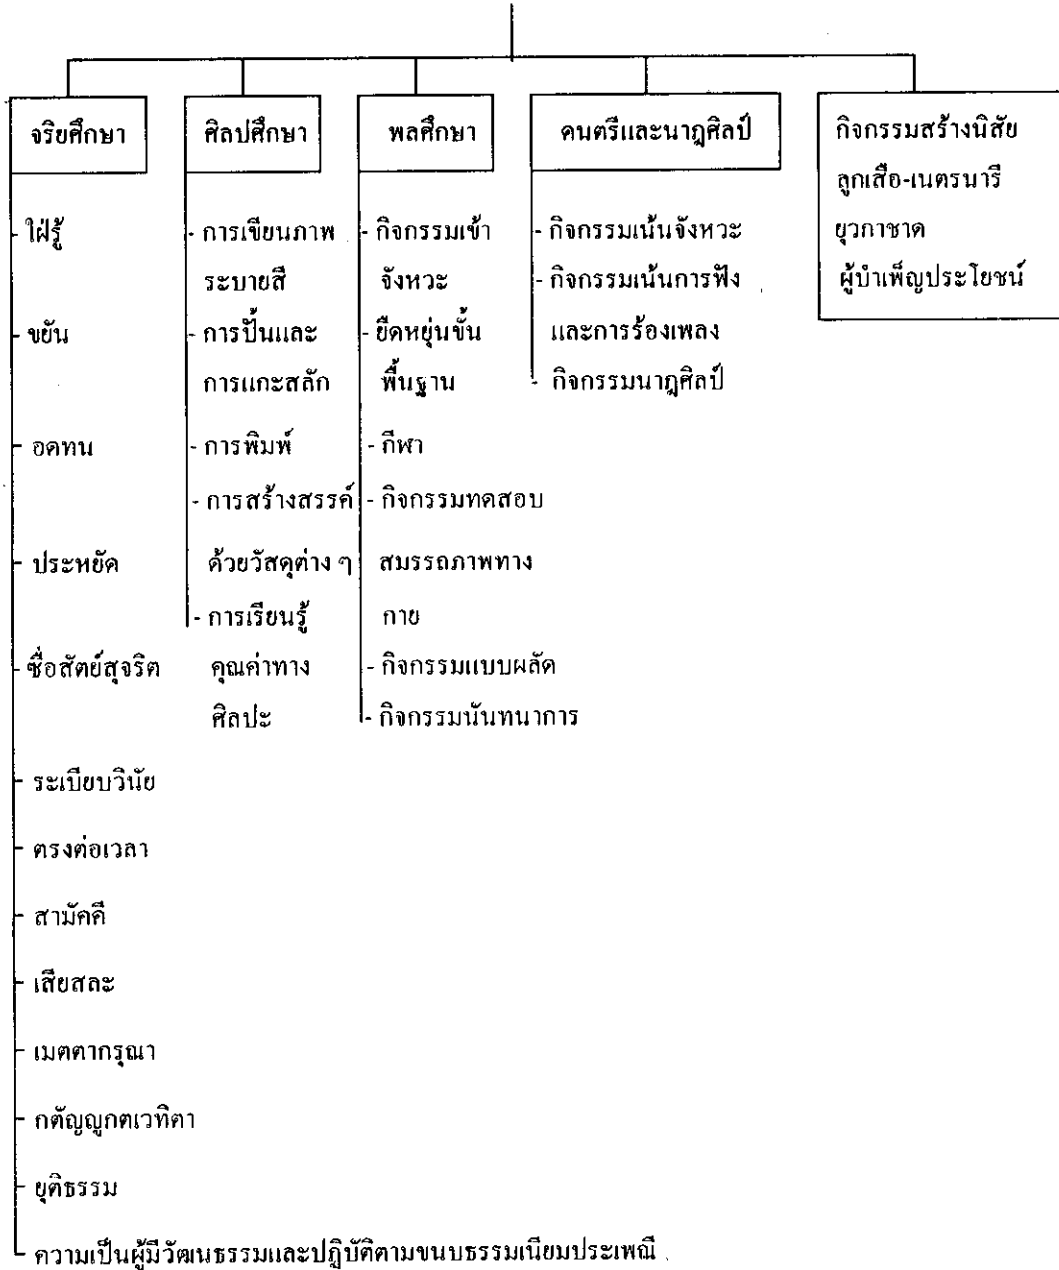 จริยศึกษา
ใฝ่รู้
ขยัน
อดทน
ประหยัด
ซื่อสัตย์สุจริต
ระเบียบวินัย
ตรงต่อเวลา
สามัคคี
เสียสละ
เมตตากรุณา
กตัญญูกตเวทิตา
ยุติธรรม
ความเป็นผู้มีวัฒนธรรมและปฏิบัติตามขนบธรรมเนียมประเพณี
ศิลปศึกษา
- การเขียนภาพ
ระบายสี
- การปั้นและ
การแกะสลัก
- การพิมพ์
- การสร้างสรรค์
ด้วยวัสดุต่าง ๆ
- การเรียนรู้
คุณค่าทาง
ศิลปะ
พลศึกษา
- กิจกรรมเข้า
จังหวะ
- ยืดหยุ่นขั้น
พื้นฐาน
- กีฬา
- กิจกรรมทดสอบ
สมรรถภาพทาง
กาย
- กิจกรรมแบบผลัด
- กิจกรรมนันทนาการ
ดนตรีและนาฏศิลป์
- กิจกรรมเน้นจังหวะ
- กิจกรรมเน้นการฟัง
และการร้องเพลง
- กิจกรรมนาฏศิลป์
กิจกรรมสร้างนิสัย
ลูกเสือ-เนตรนารี
ยุวกาชาด
ผู้บำเพ็ญประโยชน์